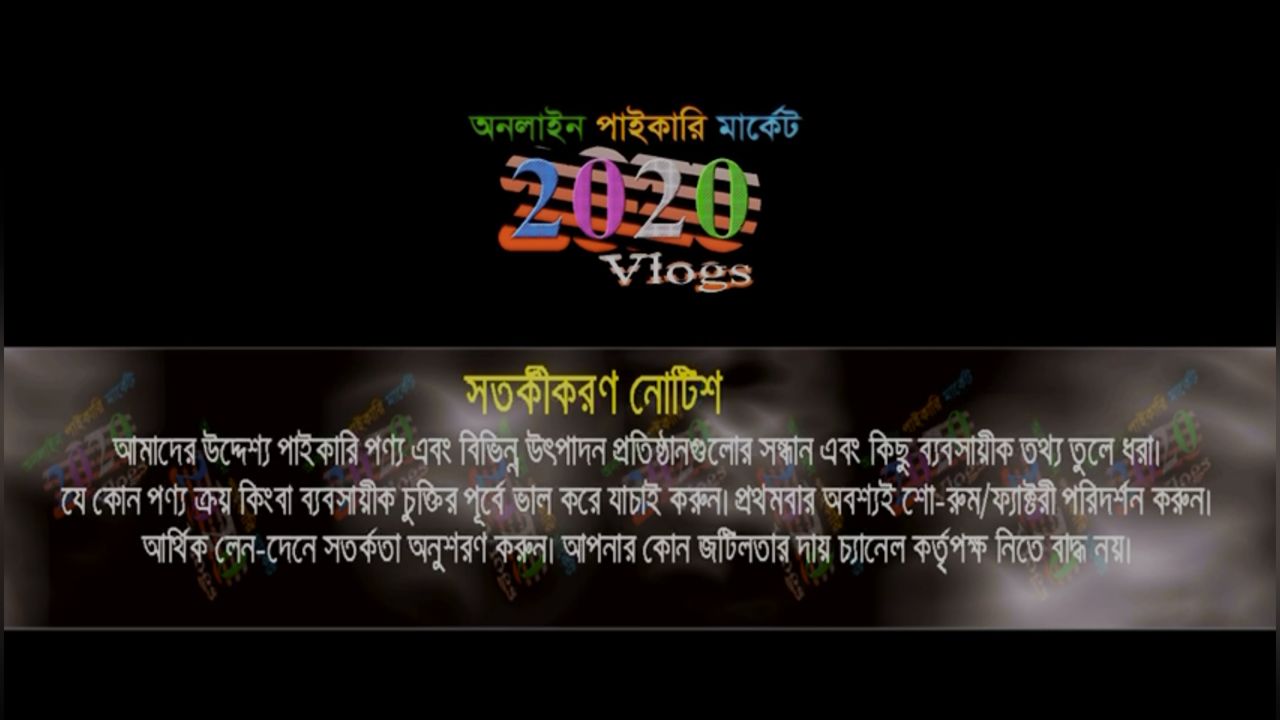 অনলাইন পাইকারি মার্কেট
2020
Vlogs
সতর্কীকরণ নোটিশ
আমাদের উদ্দেশ্য পাইকারি পণ্য এবং বিভিন্ন উৎপাদন প্রতিষ্ঠানগুলোর সন্ধান এবং কিছু ব্যবসায়ীক তথ্য তুলে ধরা।
যে কোন পণ্য ক্রয় কিংবা ব্যবসায়ীক চুক্তির পূর্বে ভাল করে যাচাই করুন। প্রথমবার অবশ্যই শো-রুম/ফ্যাক্টরী পরিদর্শন করুন।
আর্থিক লেন-দেনে সতর্কতা অনুশরণ করুন। আপনার কোন জটিলতার দায় চ্যানেল কর্তৃপক্ষ নিতে বাদ্ধ নয়।